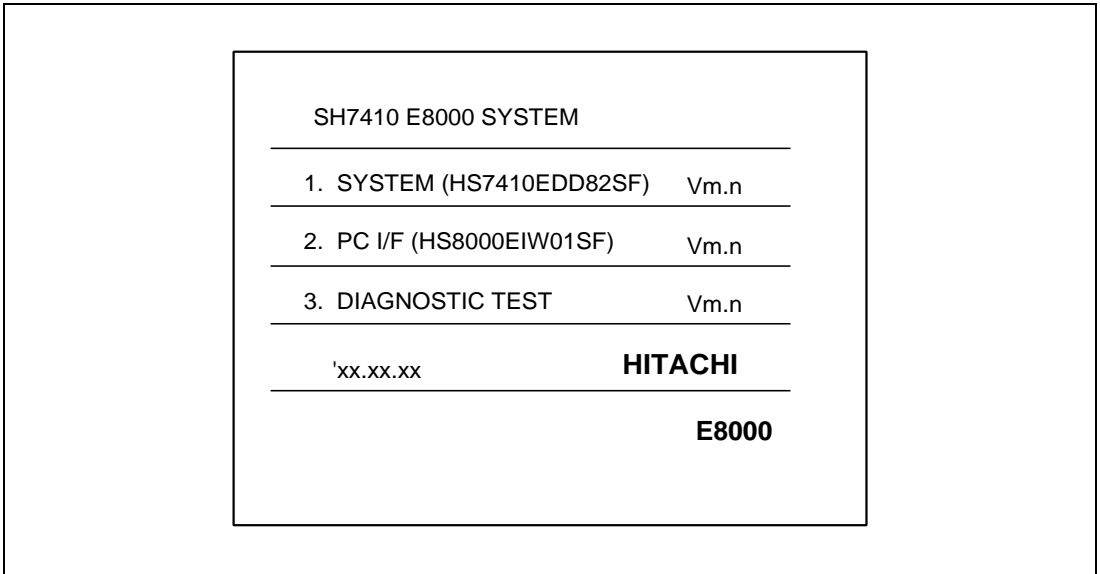 SH7410 E8000 SYSTEM
1. SYSTEM (HS7410EDD82SF) Vm.n
2. PC I/F (HS8000EIW01SF) Vm.n
3. DIAGNOSTIC TEST Vm.n
'xx.xx.xx HITACHI
E8000